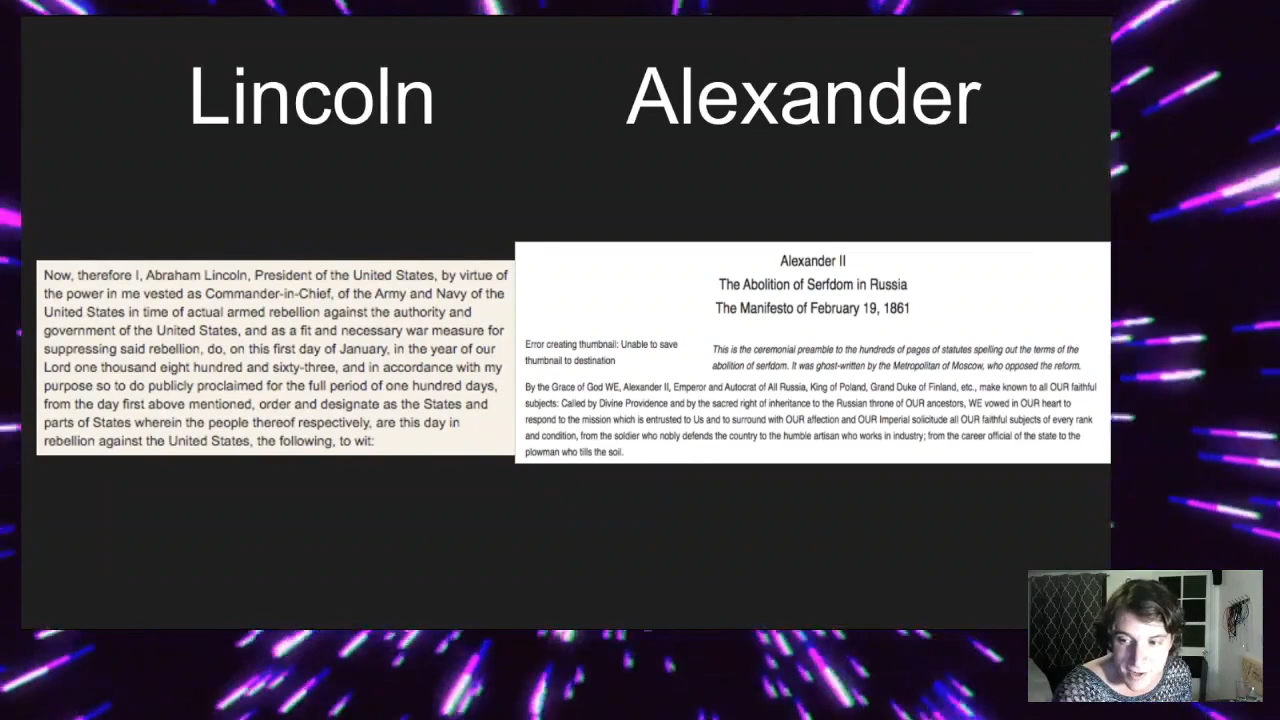 Lincoln
Alexander
Now, therefore I, Abraham Lincoln, President of the United States, by virtue of
the power in me vested as Commander-in-Chief, of the Army and Navy of the
United States in time of actual armed rebellion against the authority and
government of the United States, and as a fit and necessary war measure for
suppressing said rebellion, do, on this first day of January, in the year of our
Lord one thousand eight hundred and sixty-three, and in accordance with my
purpose so to do publicly proclaimed for the full period of one hundred days,
from the day first above mentioned, order and designate as the States and
parts of States wherein the people thereof respectively, are this day in
rebellion against the United States, the following, to wit:
Alexander II
The Abolition of Serfdom in Russia
The Manifesto of February 19, 1861
Error creating thumbnail: Unable to save
thumbnail to destination
This is the ceremonial preamble to the hundreds of pages of statutes spelling out the terms of the
abolition of serfdom. It was ghost-written by the Metropolitan of Moscow, who opposed the reform.
By the Grace of God WE, Alexander II, Emperor and Autocrat of All Russia, King of Poland, Grand Duke of Finland, etc., make known to all OUR faithful
subjects: Called by Divine Providence and by the sacred right of inheritance to the Russian throne of OUR ancestors, WE vowed in OUR heart to
respond to the mission which is entrusted to Us and to surround with OUR affection and OUR Imperial solicitude all OUR faithful subjects of every rank
and condition, from the soldier who nobly defends the country to the humble artisan who works in industry; from the career official of the state to the
plowman who tills the soil.